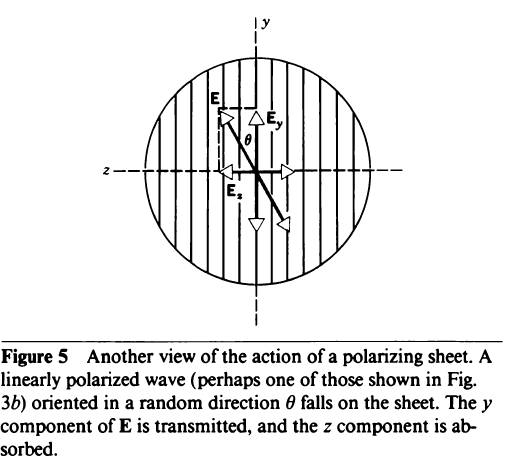 y
E
Ey
θ
z
Ez
Figure 5 Another view of the action of a polarizing sheet. A
linearly polarized wave (perhaps one of those shown in Fig.
3b) oriented in a random direction θ falls on the sheet. The y
component of E is transmitted, and the z component is ab-
sorbed.